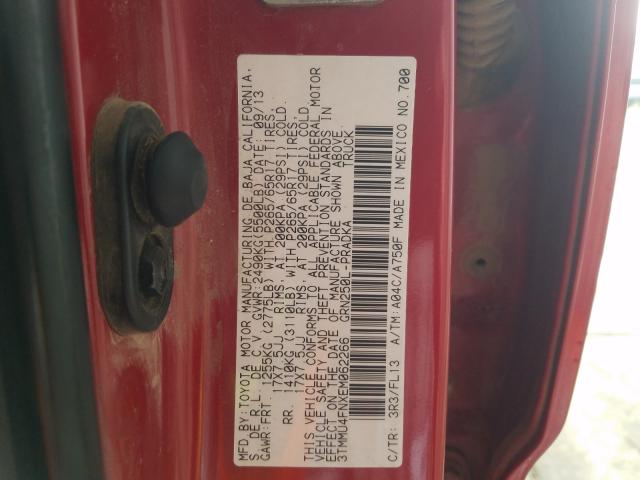 MFD.BY:TOYOTA MOTOR MANUFACTURING DE BAJA CALIFORNIA,
S. DE R.L. DE C.V. GVWR:2490KG(5500LB) DATE: 09/13
GAWR:FRT. 1255KG (2775LB) WITH P265/65R17 TIRES,
17X7.5JJ RIMS, AT 200KPA (29PSI) COLD.
RR. 1410KG (3110LB) WITH P265/65R17 TIRES,
17X7.5JJ RIMS, AT 200KPA (29PSI) COLD.
THIS VEHICLE CONFORMS TO ALL APPLICABLE FEDERAL MOTOR
VEHICLE SAFETY AND THEFT PREVENTION STANDARDS IN
EFFECT ON THE DATE OF MANUFACTURE SHOWN ABOVE.
3TMMU4FNXEM062266 GRN250L-PRADKA TRUCK
C/TR: 3R3/FL13 A/TM:A04C/A750F MADE IN MEXICO NO.700